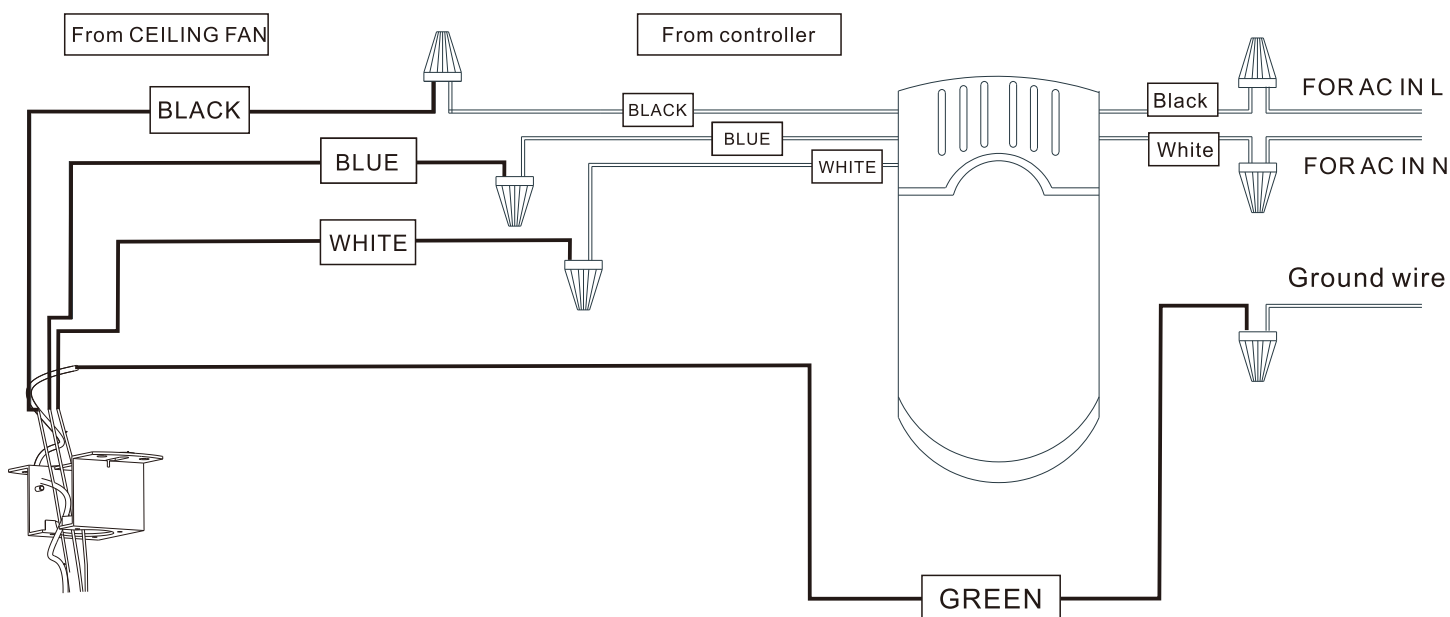 From CEILING FAN
From controller
BLACK
BLACK
Black
FOR AC IN L
BLUE
BLUE
White
FOR AC IN N
WHITE
WHITE
Ground wire
GREEN